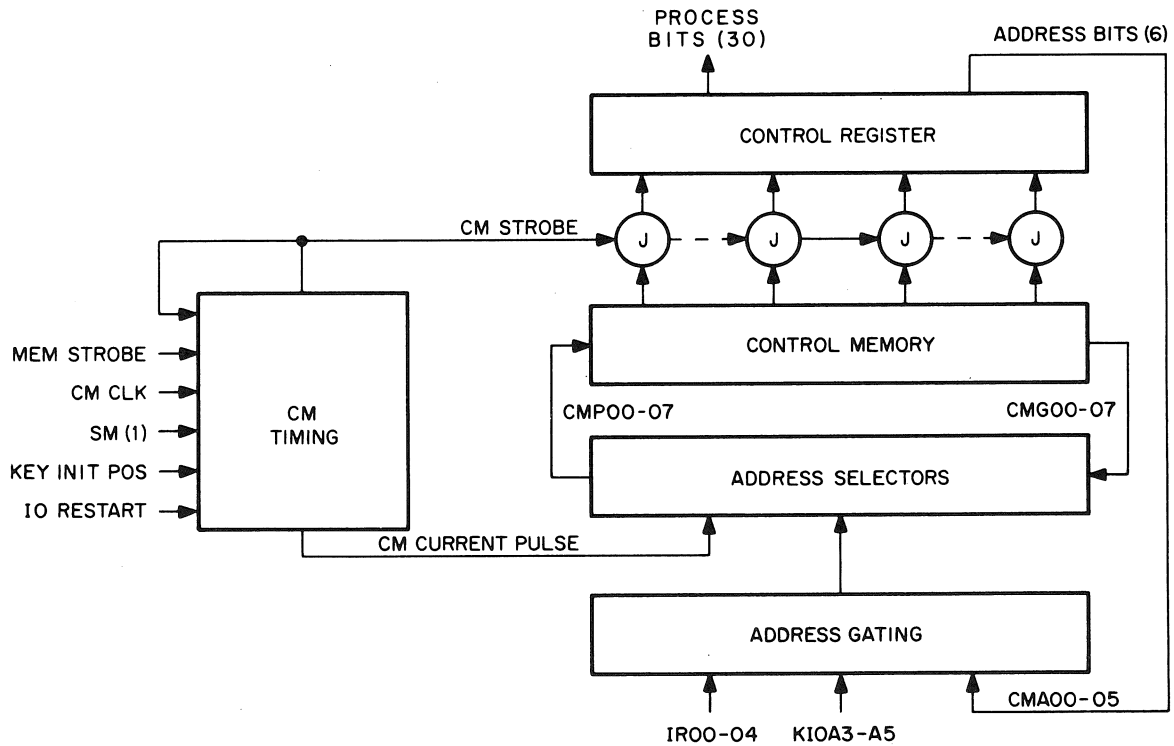 PROCESS
BITS (30)
ADDRESS BITS (6)
CONTROL REGISTER
CM STROBE
J
J
J
J
MEM STROBE
CM CLK
SM (1)
KEY INIT POS
IO RESTART
CM
TIMING
CONTROL MEMORY
CMP00-07
CMG00-07
ADDRESS SELECTORS
CM CURRENT PULSE
ADDRESS GATING
CMA00-05
IR00-04
KIOA3-A5